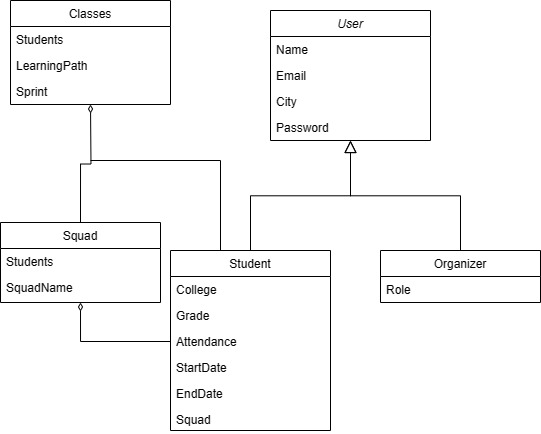 Classes
Students
LearningPath
Sprint
User
Name
Email
City
Password
Squad
Students
SquadName
Student
College
Grade
Attendance
StartDate
EndDate
Squad
Organizer
Role